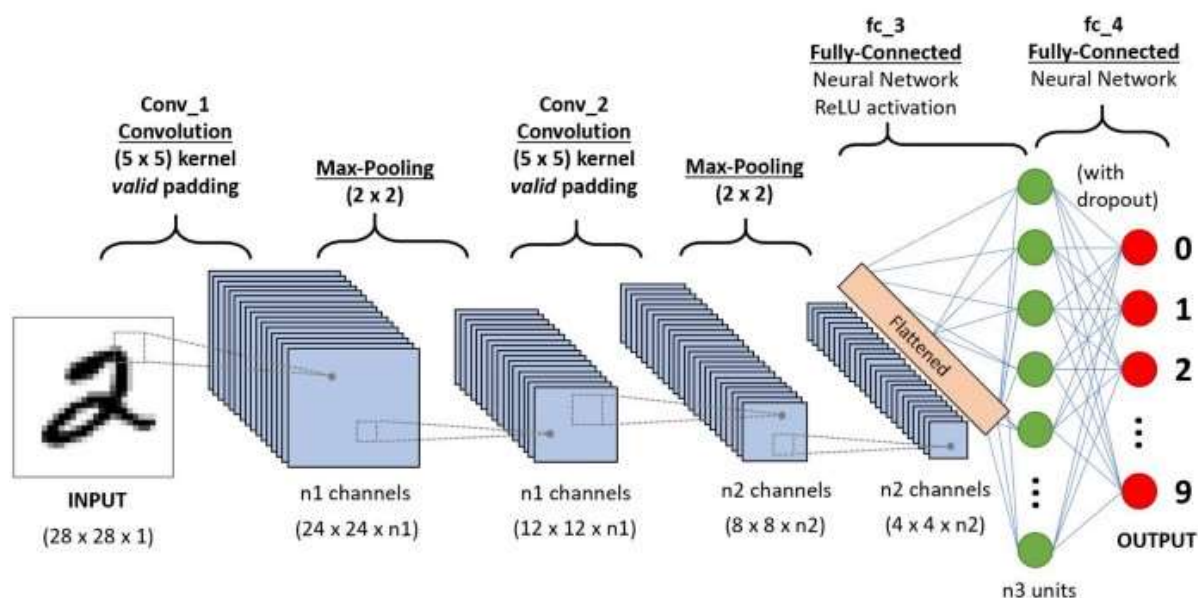 Conv_1
Convolution
(5 x 5) kernel
valid padding
Max-Pooling
(2 x 2)
Conv_2
Convolution
(5 x 5) kernel
valid padding
Max-Pooling
(2 x 2)
fc_3
Fully-Connected
Neural Network
ReLU activation
fc_4
Fully-Connected
Neural Network
(with
dropout)
Flattened
0
1
2
9
OUTPUT
2
INPUT
(28 x 28 x 1)
n1 channels
(24 x 24 x n1)
n1 channels
(12 x 12 x n1)
n2 channels
(8 x 8 x n2)
n2 channels
(4 x 4 x n2)
n3 units